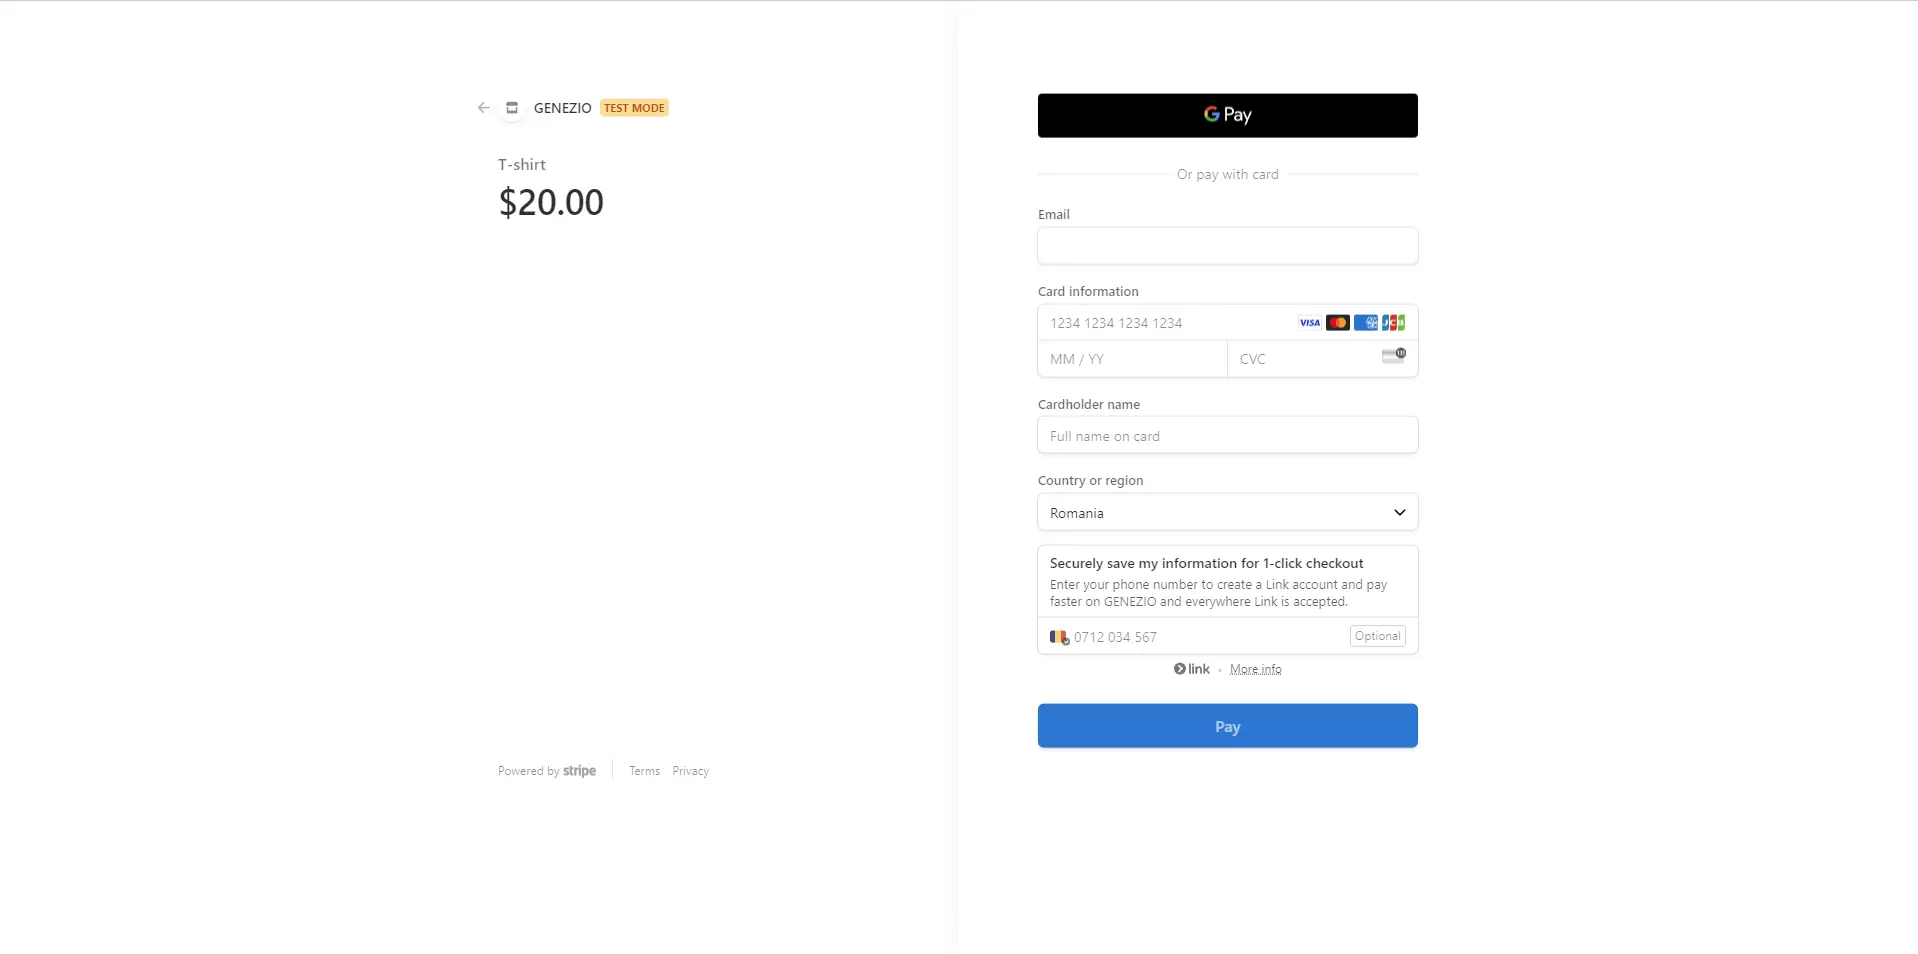 GENEZIO TEST MODE
T-shirt
$20.00
Powered by stripe
Terms Privacy
G Pay
Or pay with card
Email
Card information
1234 1234 1234 1234 VISA
MM / YY CVC
Cardholder name
Full name on card
Country or region
Romania
Securely save my information for 1-click checkout
Enter your phone number to create a Link account and pay
faster on GENEZIO and everywhere Link is accepted.
0712 034 567 Optional
link · More info
Pay